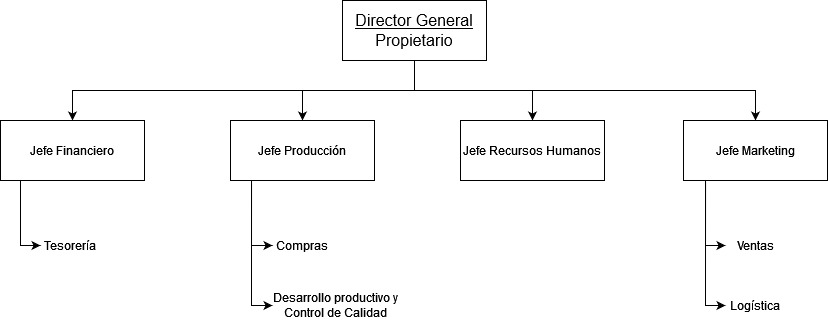 Director General
Propietario
Jefe Financiero
Jefe Producción
Jefe Recursos Humanos
Jefe Marketing
Tesorería
Compras
Ventas
Desarrollo productivo y
Control de Calidad
Logística